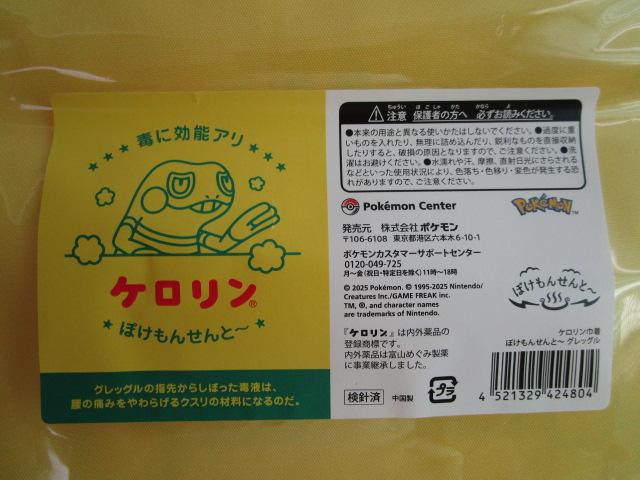 毒に効能アリ
ケロリン®
ぽけもんせんと〜
グレッグルの指先からしぼった毒液は、
腰の痛みをやわらげるクスリの材料になるのだ。
注意 保護者の方へ 必ずお読みください。
●本来の用途と異なる使いかたはしないでください。●過度に重
いものを入れたり、無理に詰め込んだり、鋭利なものを直接収納
したりすると、破損の原因となりますので、ご注意ください。●洗
濯はお避けください。●水濡れや汗、摩擦、直射日光にさらされる
などといった使用状況により、色落ち・色移り・変色が発生する恐
れがありますので、ご注意ください。
Pokémon Center
POKéMON
発売元 株式会社ポケモン
〒106-6108 東京都港区六本木6-10-1
ポケモンカスタマーサポートセンター
0120-049-725
月〜金(祝日・特定日を除く)11時〜18時
©2025 Pokémon. ©1995-2025 Nintendo/
Creatures Inc./GAME FREAK inc.
TM, ®, and character names
are trademarks of Nintendo.
ぽけもんせんと〜
『ケロリン』は内外薬品の
登録商標です。
内外薬品は富山めぐみ製薬
に事業継承しました。
検針済 中国製
プラ
ケロリン巾着
ぽけもんせんと〜 グレッグル
4 521329 424804